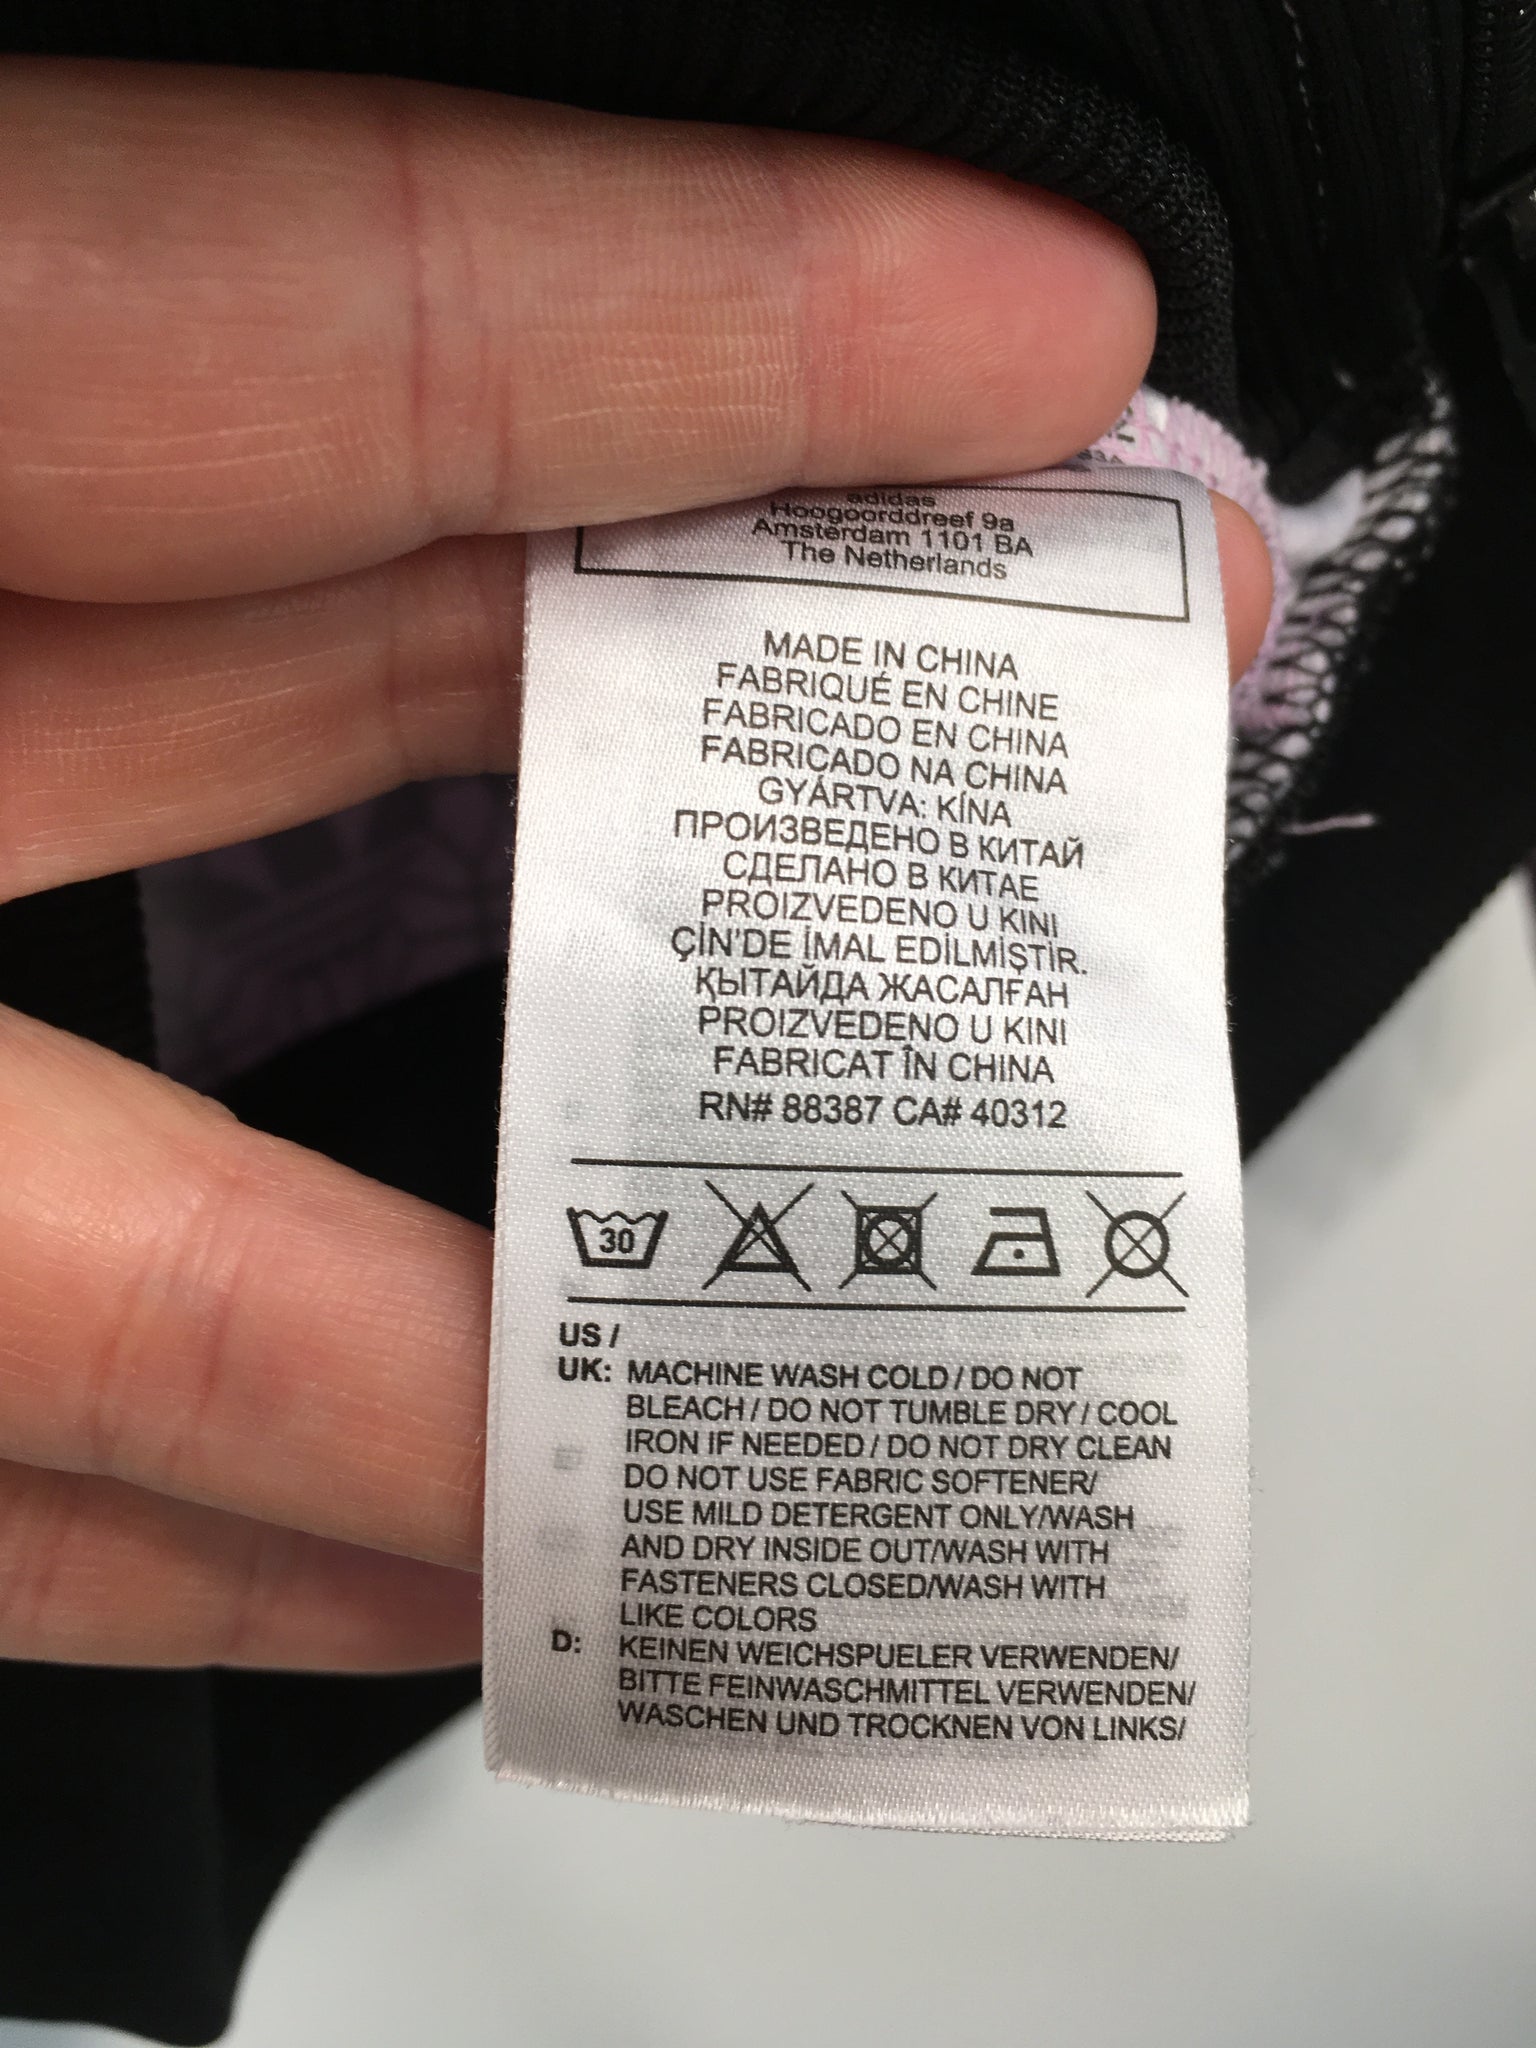 adidas
Hoogoorddreef 9a
Amsterdam 1101 BA
The Netherlands
MADE IN CHINA
FABRIQUÉ EN CHINE
FABRICADO EN CHINA
FABRICADO NA CHINA
GYÁRTVA: KÍNA
ПРОИЗВЕДЕНО В КИТАЙ
СДЕЛАНО В КИТАЕ
PROIZVEDENO U KINI
ÇİN'DE İMAL EDİLMİŞTİR.
ҚЫТАЙДА ЖАСАЛҒАН
PROIZVEDENO U KINI
FABRICAT ÎN CHINA
RN# 88387 CA# 40312
30
US /
UK: MACHINE WASH COLD / DO NOT
BLEACH / DO NOT TUMBLE DRY / COOL
IRON IF NEEDED / DO NOT DRY CLEAN
DO NOT USE FABRIC SOFTENER/
USE MILD DETERGENT ONLY/WASH
AND DRY INSIDE OUT/WASH WITH
FASTENERS CLOSED/WASH WITH
LIKE COLORS
D: KEINEN WEICHSPUELER VERWENDEN/
BITTE FEINWASCHMITTEL VERWENDEN/
WASCHEN UND TROCKNEN VON LINKS/